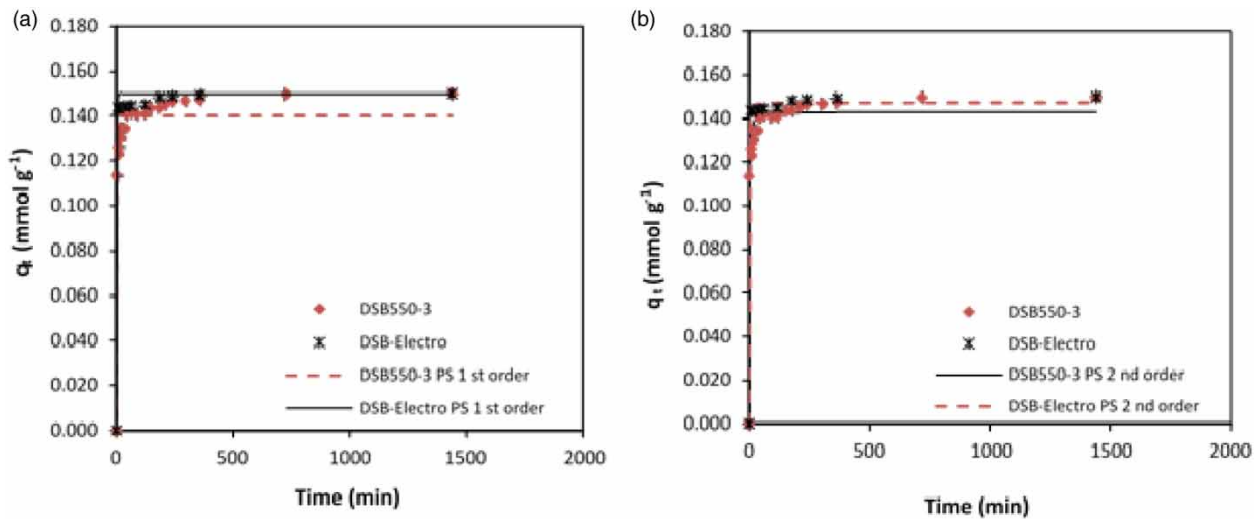 (a)
0.180
0.160
0.140
0.120
0.100
0.080
0.060
0.040
0.020
0.000
qt (mmol g-1)
DSB550-3
DSB-Electro
DSB550-3 PS 1 st order
DSB-Electro PS 1 st order
0 500 1000 1500 2000
Time (min)
(b)
0.180
0.160
0.140
0.120
0.100
0.080
0.060
0.040
0.020
0.000
q t (mmol g-1)
DSB550-3
DSB-Electro
DSB550-3 PS 2 nd order
DSB-Electro PS 2 nd order
0 500 1000 1500 2000
Time (min)